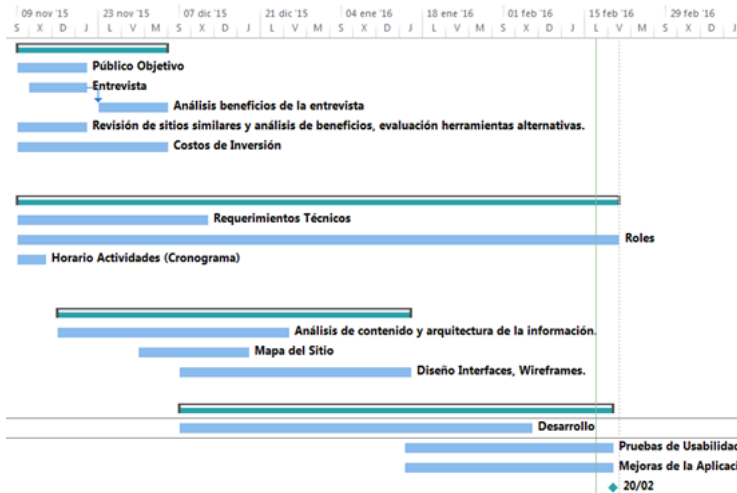 09 nov '15 23 nov '15 07 dic '15 21 dic '15 04 ene '16 18 ene '16 01 feb '16 15 feb '16 29 feb '16
S X D J L V M S X D J L V M S X D J L V M S X D J L V M S X D J
Público Objetivo
Entrevista
Análisis beneficios de la entrevista
Revisión de sitios similares y análisis de beneficios, evaluación herramientas alternativas.
Costos de Inversión
Requerimientos Técnicos
Roles
Horario Actividades (Cronograma)
Análisis de contenido y arquitectura de la información.
Mapa del Sitio
Diseño Interfaces, Wireframes.
Desarrollo
Pruebas de Usabilidad
Mejoras de la Aplicaci
20/02